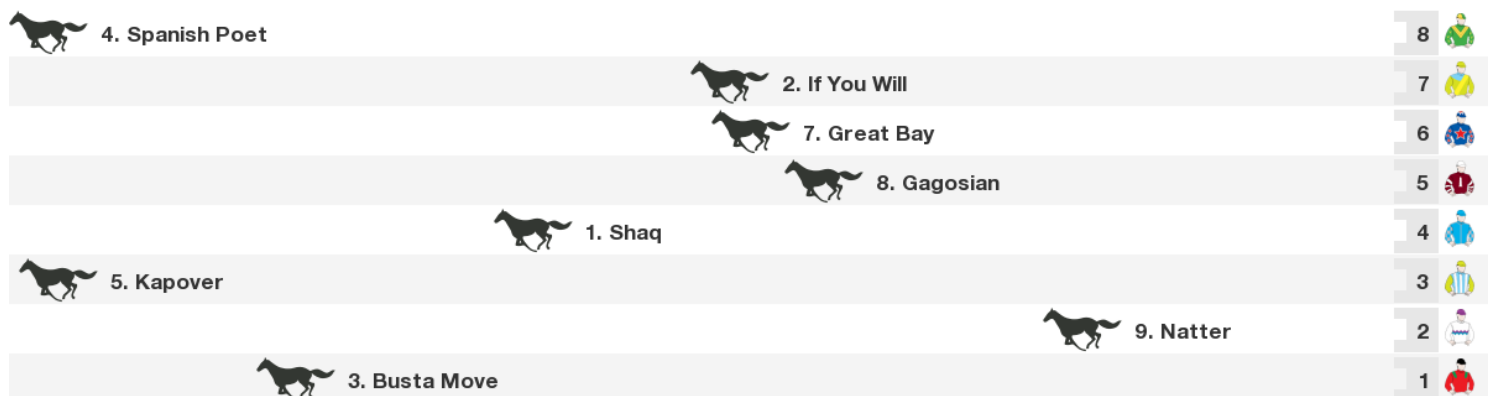 4. Spanish Poet 8
2. If You Will 7
7. Great Bay 6
8. Gagosian 5
1. Shaq 4
5. Kapover 3
9. Natter 2
3. Busta Move 1